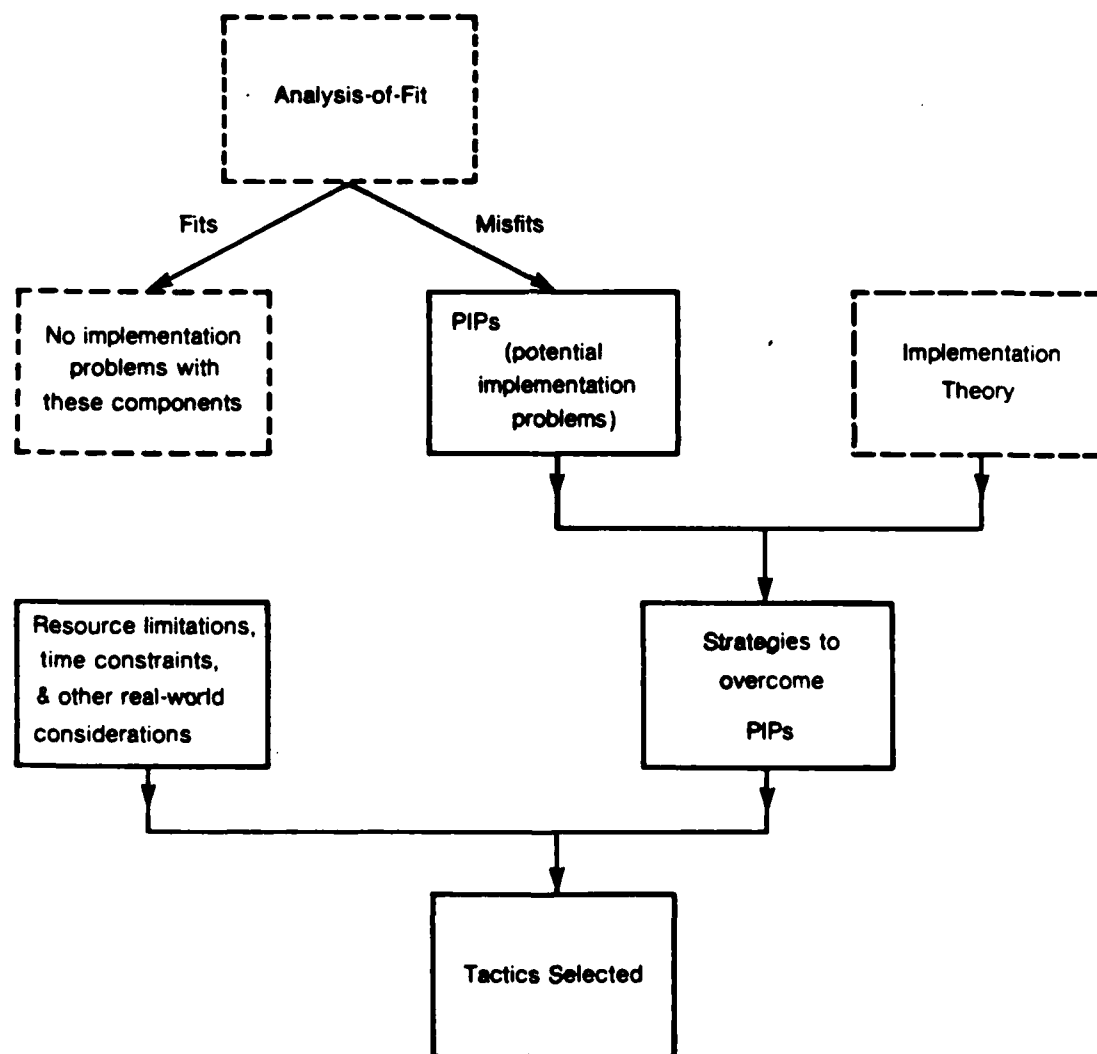 Analysis-of-Fit
Fits
Misfits
No implementation
problems with
these components
PIPs
(potential
implementation
problems)
Implementation
Theory
Resource limitations,
time constraints,
& other real-world
considerations
Strategies to
overcome
PIPs
Tactics Selected